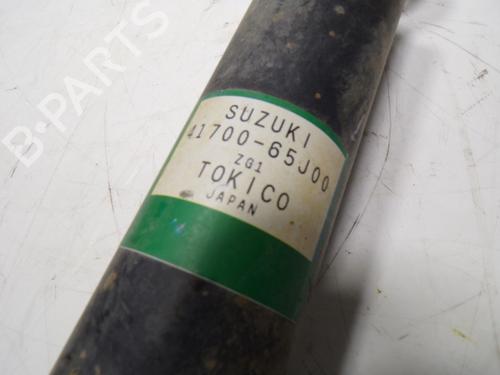 B-PARTS
SUZUKI
41700-65J00
ZG1
TOKICO
JAPAN